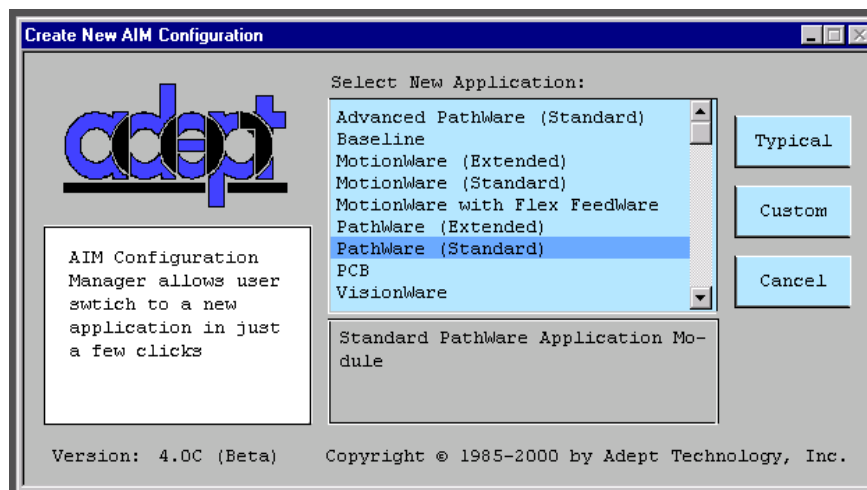 Create New AIM Configuration
adept
Select New Application:
Advanced PathWare (Standard)
Baseline
MotionWare (Extended)
MotionWare (Standard)
MotionWare with Flex FeedWare
PathWare (Extended)
PathWare (Standard)
PCB
VisionWare
Typical
Custom
Cancel
AIM Configuration
Manager allows user
swtich to a new
application in just
a few clicks
Standard PathWare Application Mo-
dule
Version: 4.0C (Beta)
Copyright © 1985-2000 by Adept Technology, Inc.